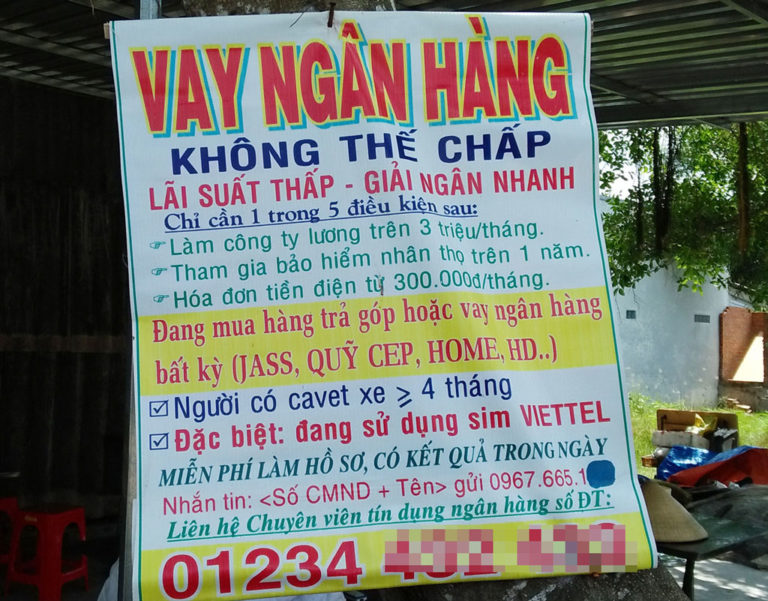 VAY NGÂN HÀNG
KHÔNG THẾ CHẤP
LÃI SUẤT THẤP - GIẢI NGÂN NHANH
Chỉ cần 1 trong 5 điều kiện sau:
☞ Làm công ty lương trên 3 triệu/tháng.
☞ Tham gia bảo hiểm nhân thọ trên 1 năm.
☞ Hóa đơn tiền điện từ 300.000đ/tháng.
Đang mua hàng trả góp hoặc vay ngân hàng
bất kỳ (JASS, QUỸ CEP, HOME, HD..)
☑ Người có cavet xe ⩾ 4 tháng
☑ Đặc biệt: đang sử dụng sim VIETTEL
MIỄN PHÍ LÀM HỒ SƠ, CÓ KẾT QUẢ TRONG NGÀY
Nhắn tin: <Số CMND + Tên> gửi 0967.665.1
Liên hệ Chuyên viên tín dụng ngân hàng số ĐT:
01234